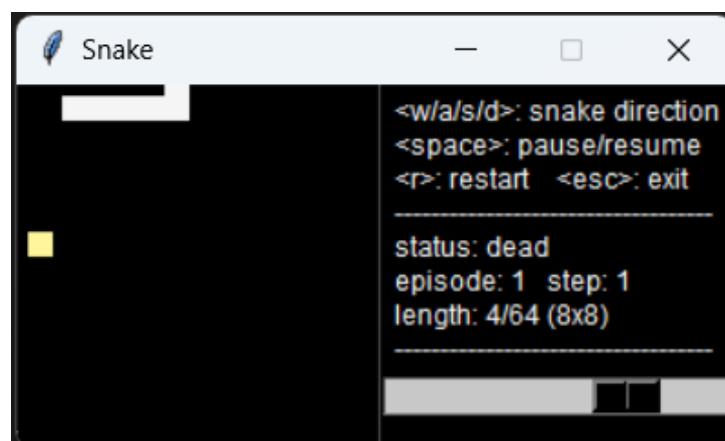 Snake
<w/a/s/d>: snake direction
<space>: pause/resume
<r>: restart <esc>: exit
----------------------------------------
status: dead
episode: 1 step: 1
length: 4/64 (8x8)
----------------------------------------